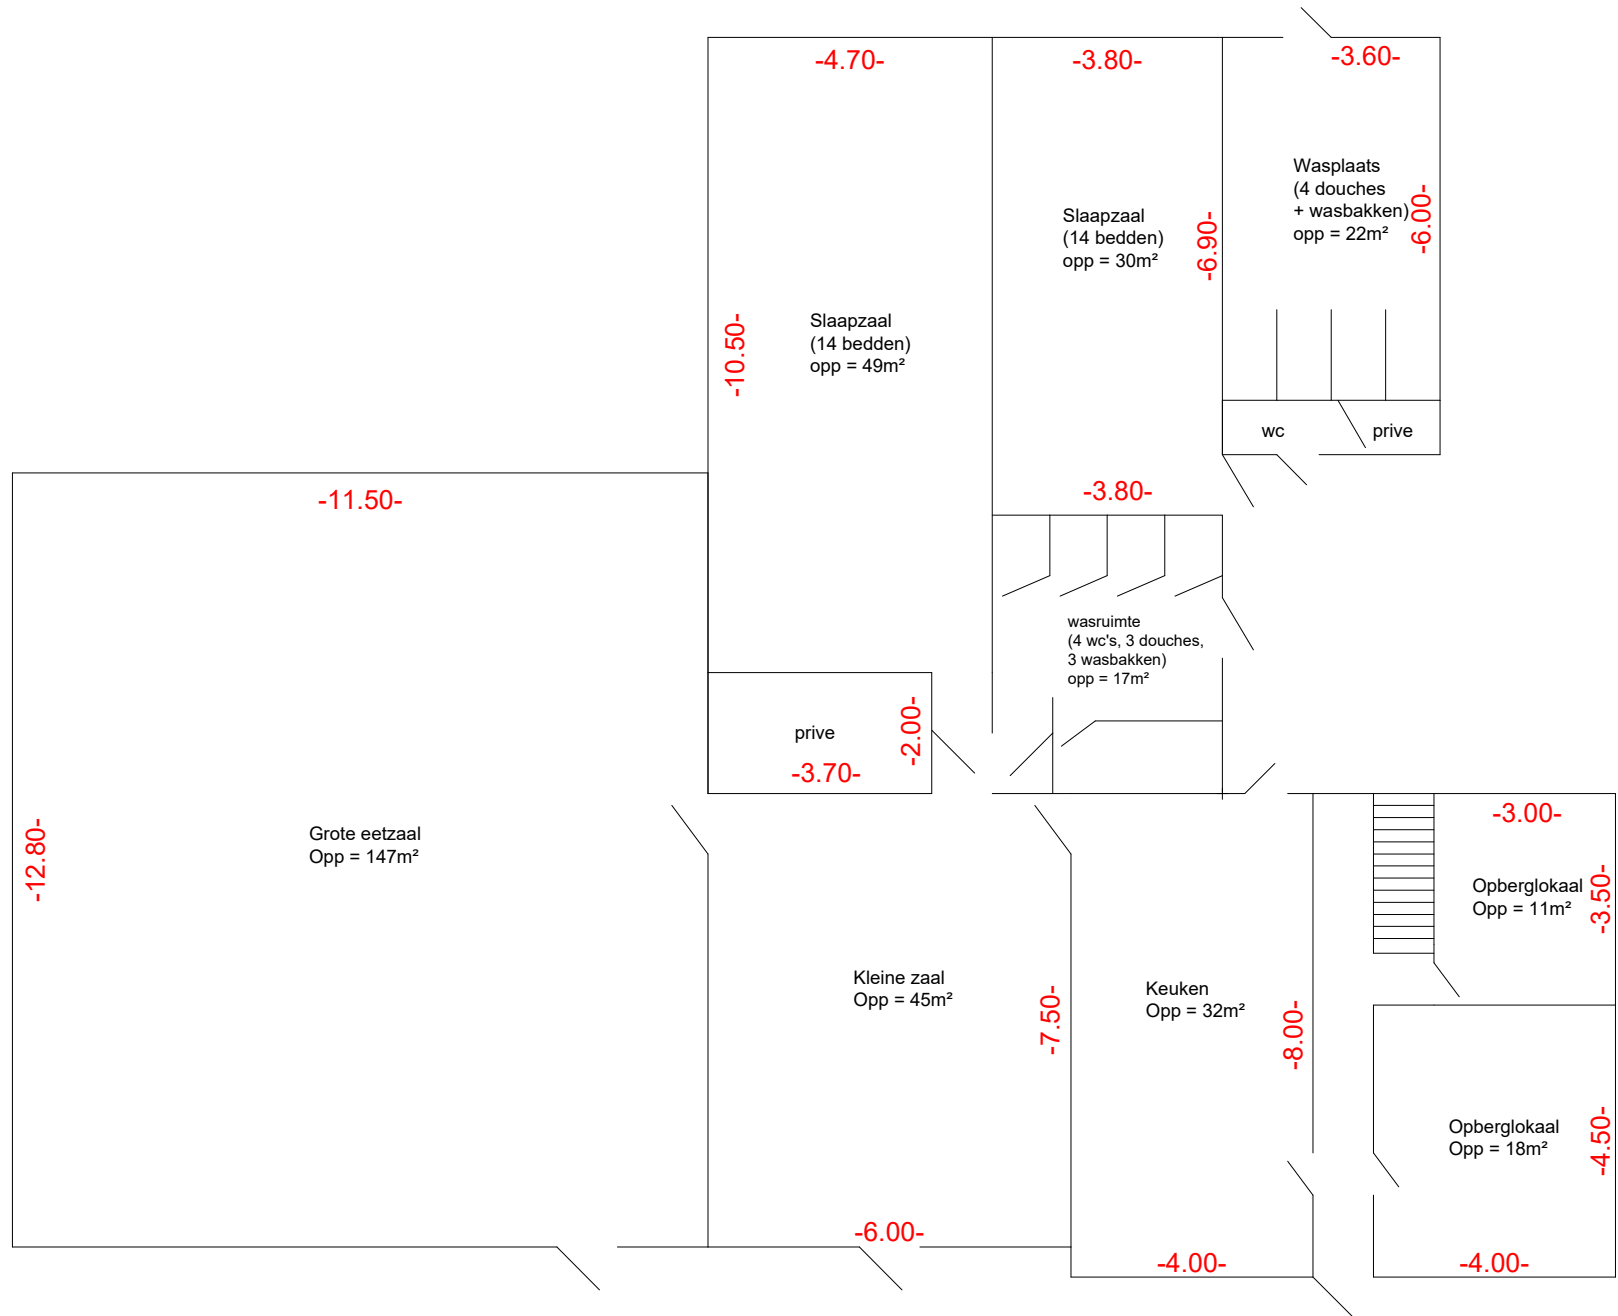 -4.70-
-3.80-
-3.60-
Wasplaats
(4 douches
+ wasbakken)
opp = 22m²
-6.00-
Slaapzaal
(14 bedden)
opp = 30m²
-6.90-
Slaapzaal
(14 bedden)
opp = 49m²
-10.50-
wc
prive
-3.80-
-11.50-
wasruimte
(4 wc's, 3 douches,
3 wasbakken)
opp = 17m²
prive
-2.00-
-3.70-
Grote eetzaal
Opp = 147m²
-12.80-
-3.00-
Opberglokaal
Opp = 11m²
-3.50-
Kleine zaal
Opp = 45m²
-7.50-
Keuken
Opp = 32m²
-8.00-
Opberglokaal
Opp = 18m²
-4.50-
-6.00-
-4.00-
-4.00-